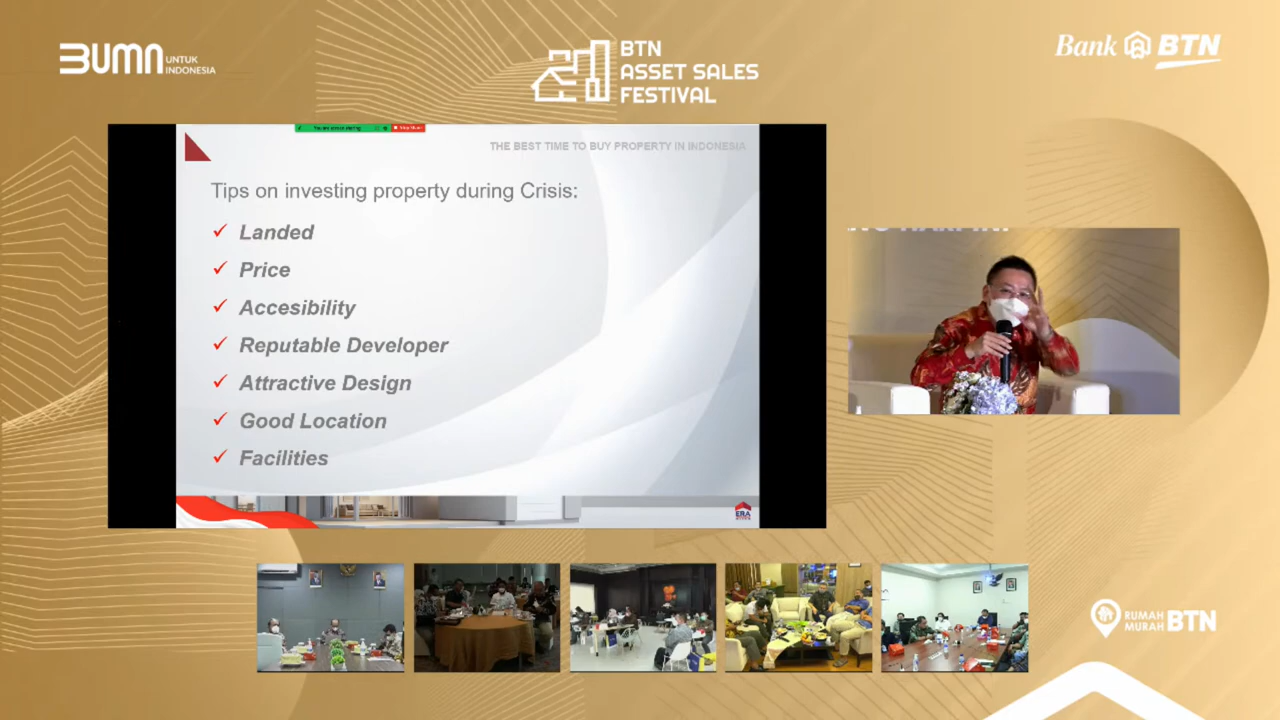 BUMN
UNTUK
INDONESIA
BTN
ASSET SALES
FESTIVAL
Bank BTN
THE BEST TIME TO BUY PROPERTY IN INDONESIA
Tips on investing property during Crisis:
Landed
Price
Accesibility
Reputable Developer
Attractive Design
Good Location
Facilities
ERA
RUMAH
MURAH BTN